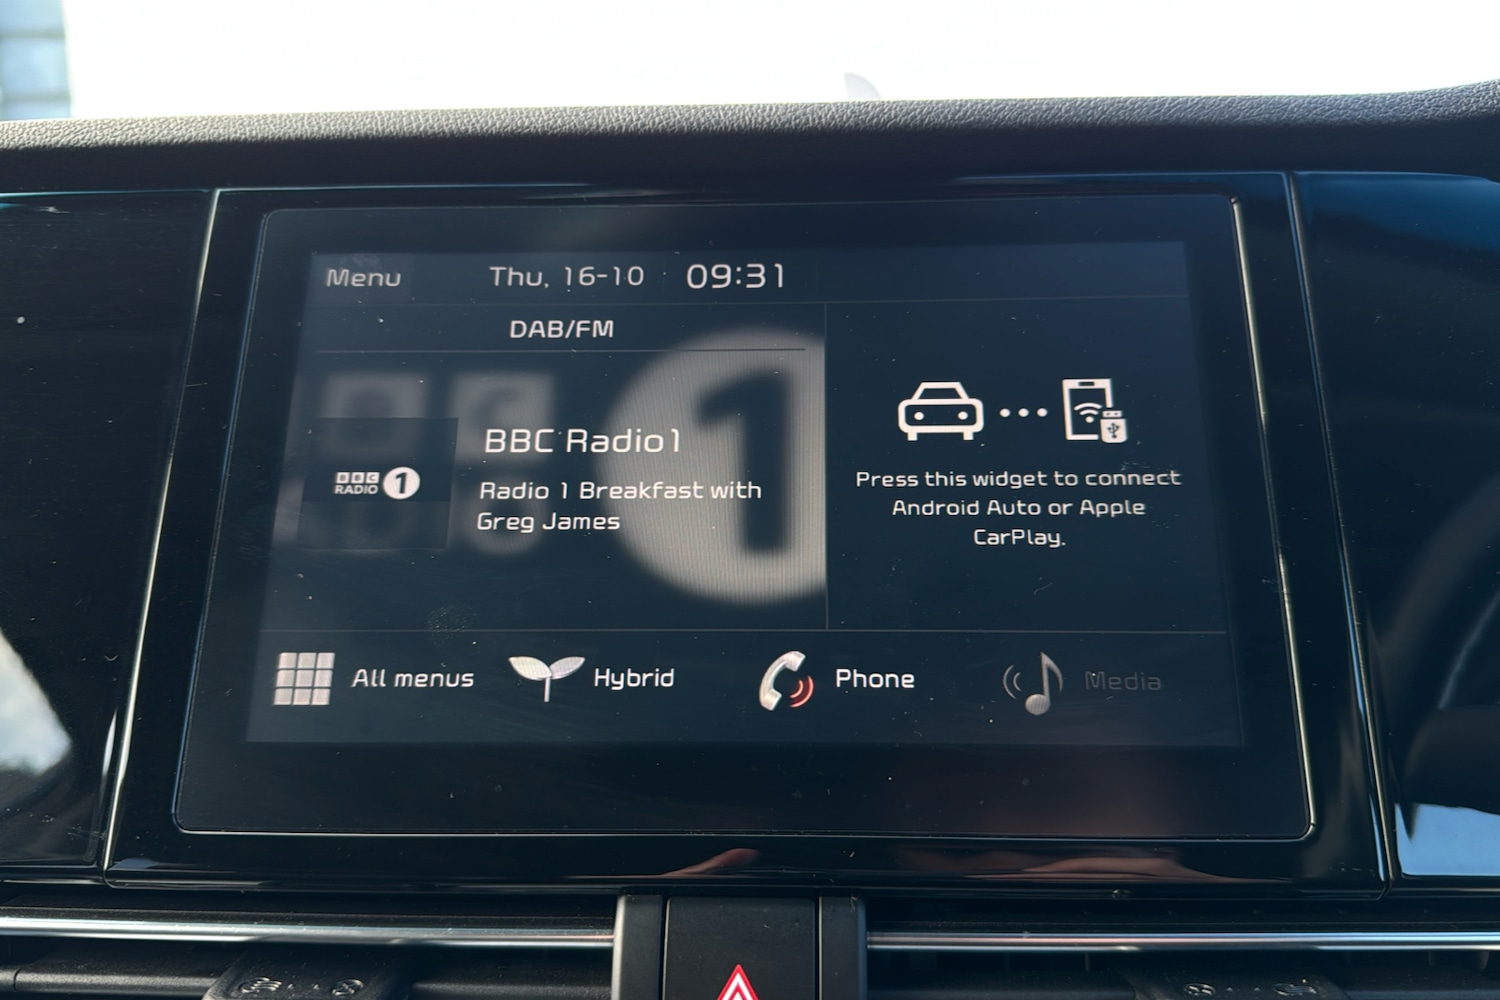 Menu
Thu, 16-10
09:31
DAB/FM
BBC
RADIO 1
BBC Radio1
Radio 1 Breakfast with
Greg James
1
Press this widget to connect
Android Auto or Apple
CarPlay.
All menus
Hybrid
Phone
Media